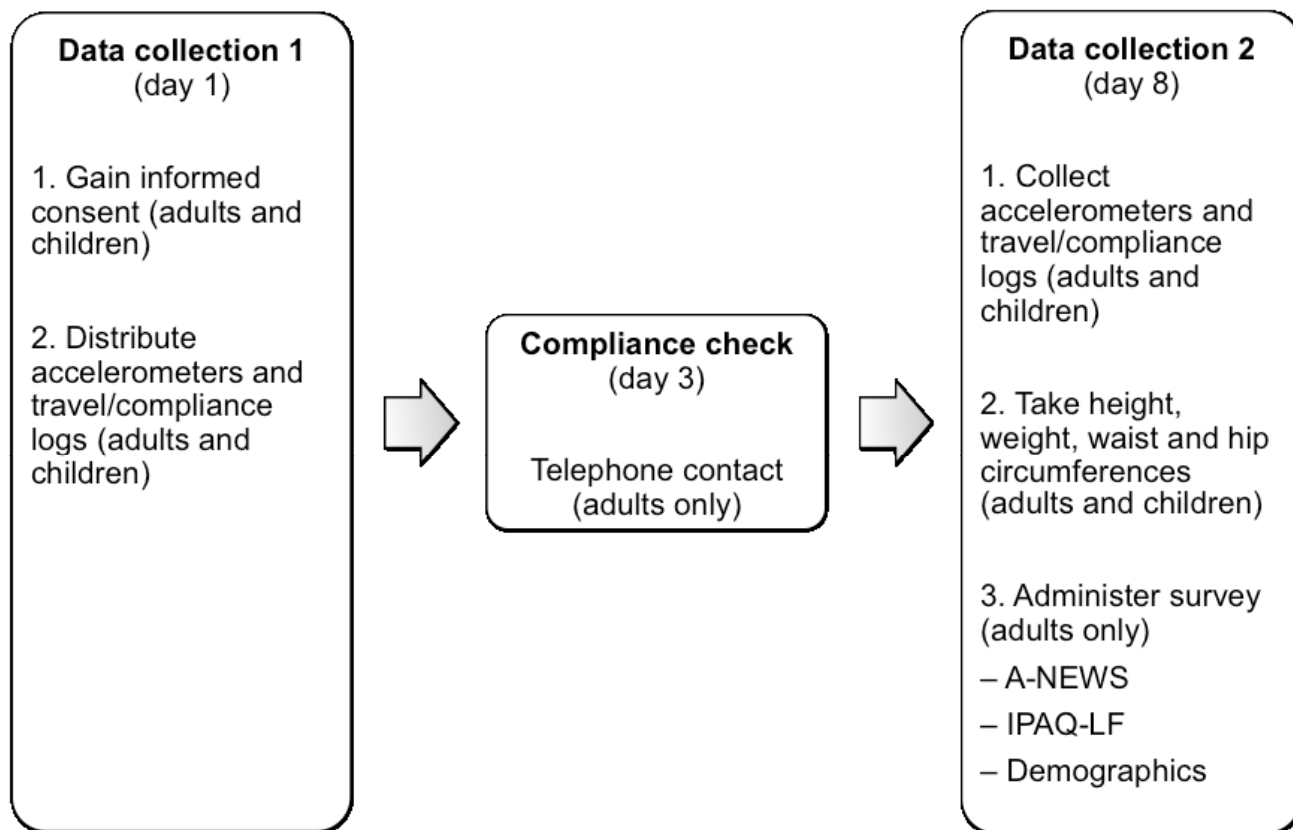 Data collection 1
(day 1)
1. Gain informed
consent (adults and
children)
2. Distribute
accelerometers and
travel/compliance
logs (adults and
children)
Compliance check
(day 3)
Telephone contact
(adults only)
Data collection 2
(day 8)
1. Collect
accelerometers and
travel/compliance
logs (adults and
children)
2. Take height,
weight, waist and hip
circumferences
(adults and children)
3. Administer survey
(adults only)
– A-NEWS
– IPAQ-LF
– Demographics